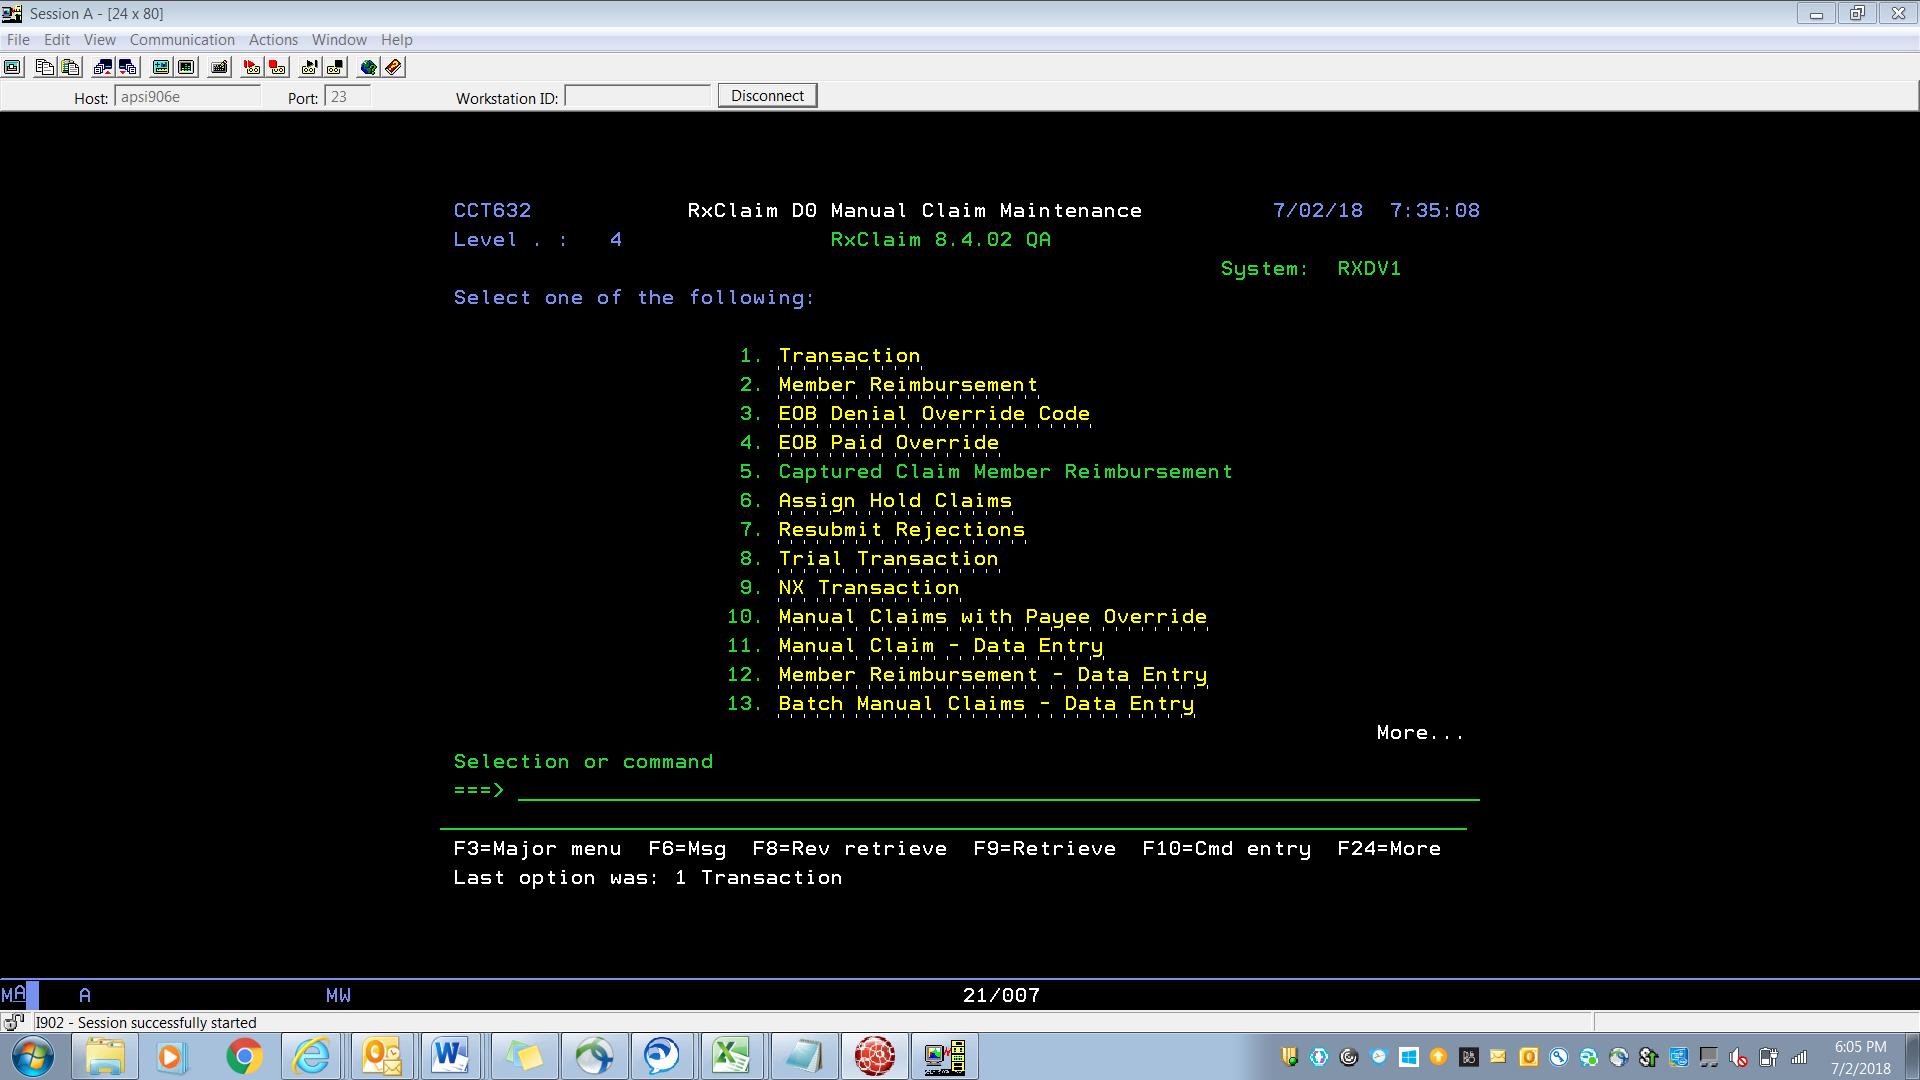 Session A - [24 x 80]
File Edit View Communication Actions Window Help
Host: apsi906e Port: 23 Workstation ID: Disconnect
CCT632 RxClaim D0 Manual Claim Maintenance 7/02/18 7:35:08
Level . : 4 RxClaim 8.4.02 QA
System: RXDV1
Select one of the following:
1. Transaction
2. Member Reimbursement
3. EOB Denial Override Code
4. EOB Paid Override
5. Captured Claim Member Reimbursement
6. Assign Hold Claims
7. Resubmit Rejections
8. Trial Transaction
9. NX Transaction
10. Manual Claims with Payee Override
11. Manual Claim - Data Entry
12. Member Reimbursement - Data Entry
13. Batch Manual Claims - Data Entry
More...
Selection or command
===>
F3=Major menu F6=Msg F8=Rev retrieve F9=Retrieve F10=Cmd entry F24=More
Last option was: 1 Transaction
MA A MW 21/007
I902 - Session successfully started
6:05 PM
7/2/2018